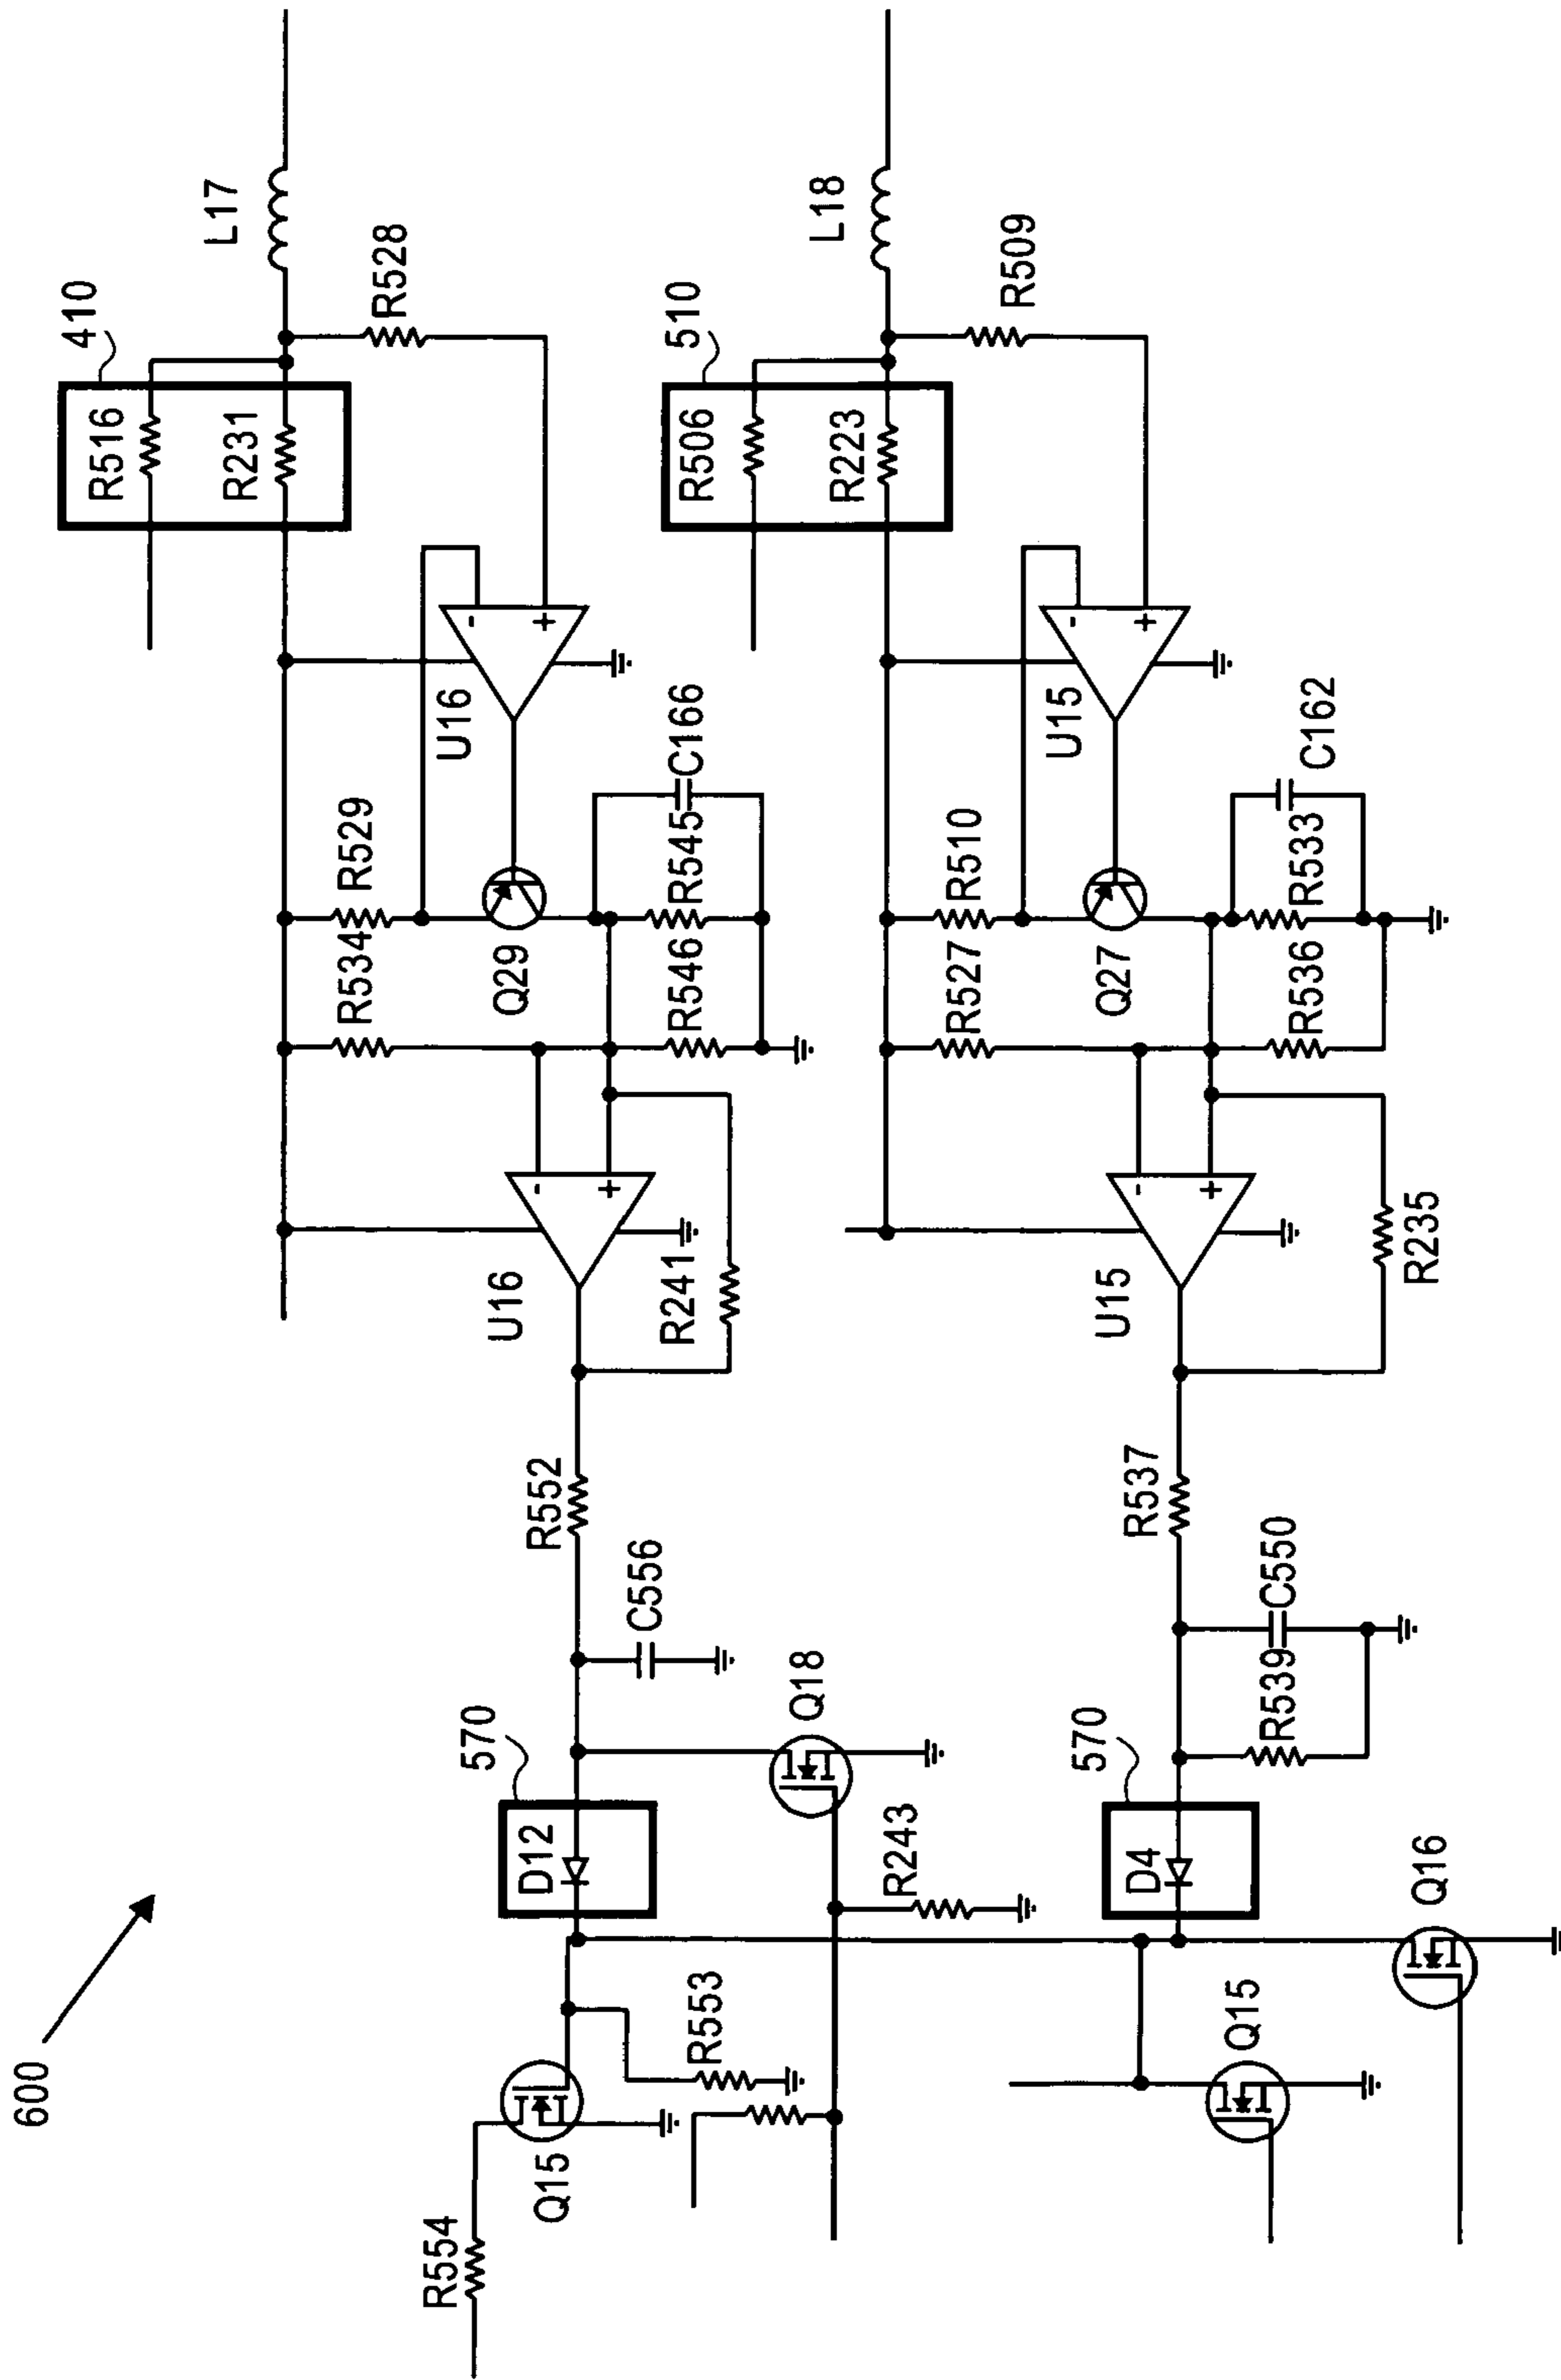 600
L17
410
R528
R516
R231
U16
C166
R529
R545
R534
Q29
R546
-
+
U16
-
+
R241
R552
C556
570
Q18
D12
R243
R553
Q15
R554
L18
510
R509
R506
R223
U15
C162
R510
R533
R527
Q27
R536
-
+
U15
-
+
R235
R537
C550
R539
570
D4
Q16
Q15